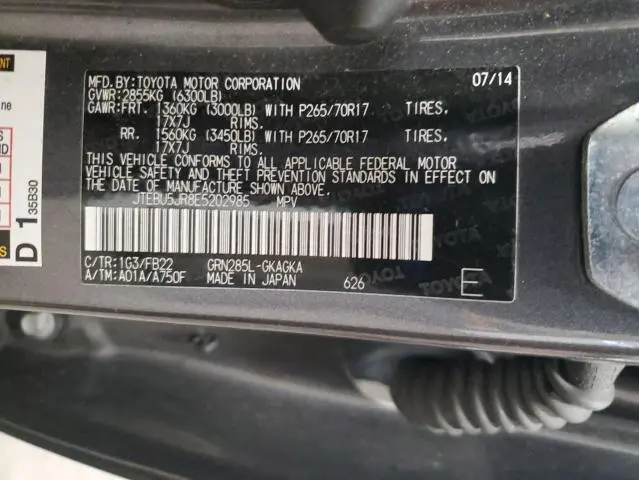 MFD.BY:TOYOTA MOTOR CORPORATION 07/14
GVWR:2855KG (6300LB)
GAWR:FRT. 1360KG (3000LB) WITH P265/70R17 TIRES.
17X7J RIMS.
RR. 1560KG (3450LB) WITH P265/70R17 TIRES.
17X7J RIMS.
THIS VEHICLE CONFORMS TO ALL APPLICABLE FEDERAL MOTOR
VEHICLE SAFETY AND THEFT PREVENTION STANDARDS IN EFFECT ON
THE DATE OF MANUFACTURE SHOWN ABOVE.
JTEBU5JR8E5202985 MPV
C/TR:1G3/FB22 GRN285L-GKAGKA
A/TM:A01A/A750F MADE IN JAPAN 626 E
D 1
35B30
TOYOTA
TOYOTA